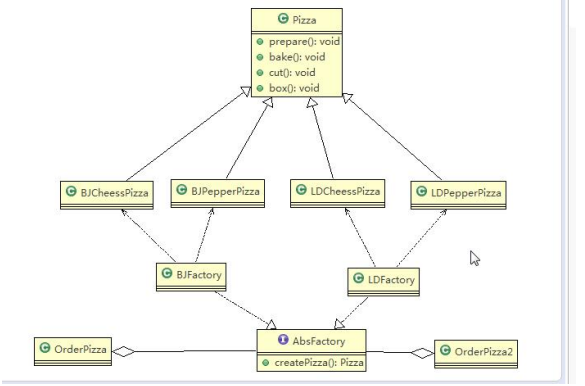 Pizza
prepare(): void
bake(): void
cut(): void
box(): void
BJCheessPizza
BJPepperPizza
LDCheessPizza
LDPepperPizza
BJFactory
LDFactory
AbsFactory
createPizza(): Pizza
OrderPizza
OrderPizza2